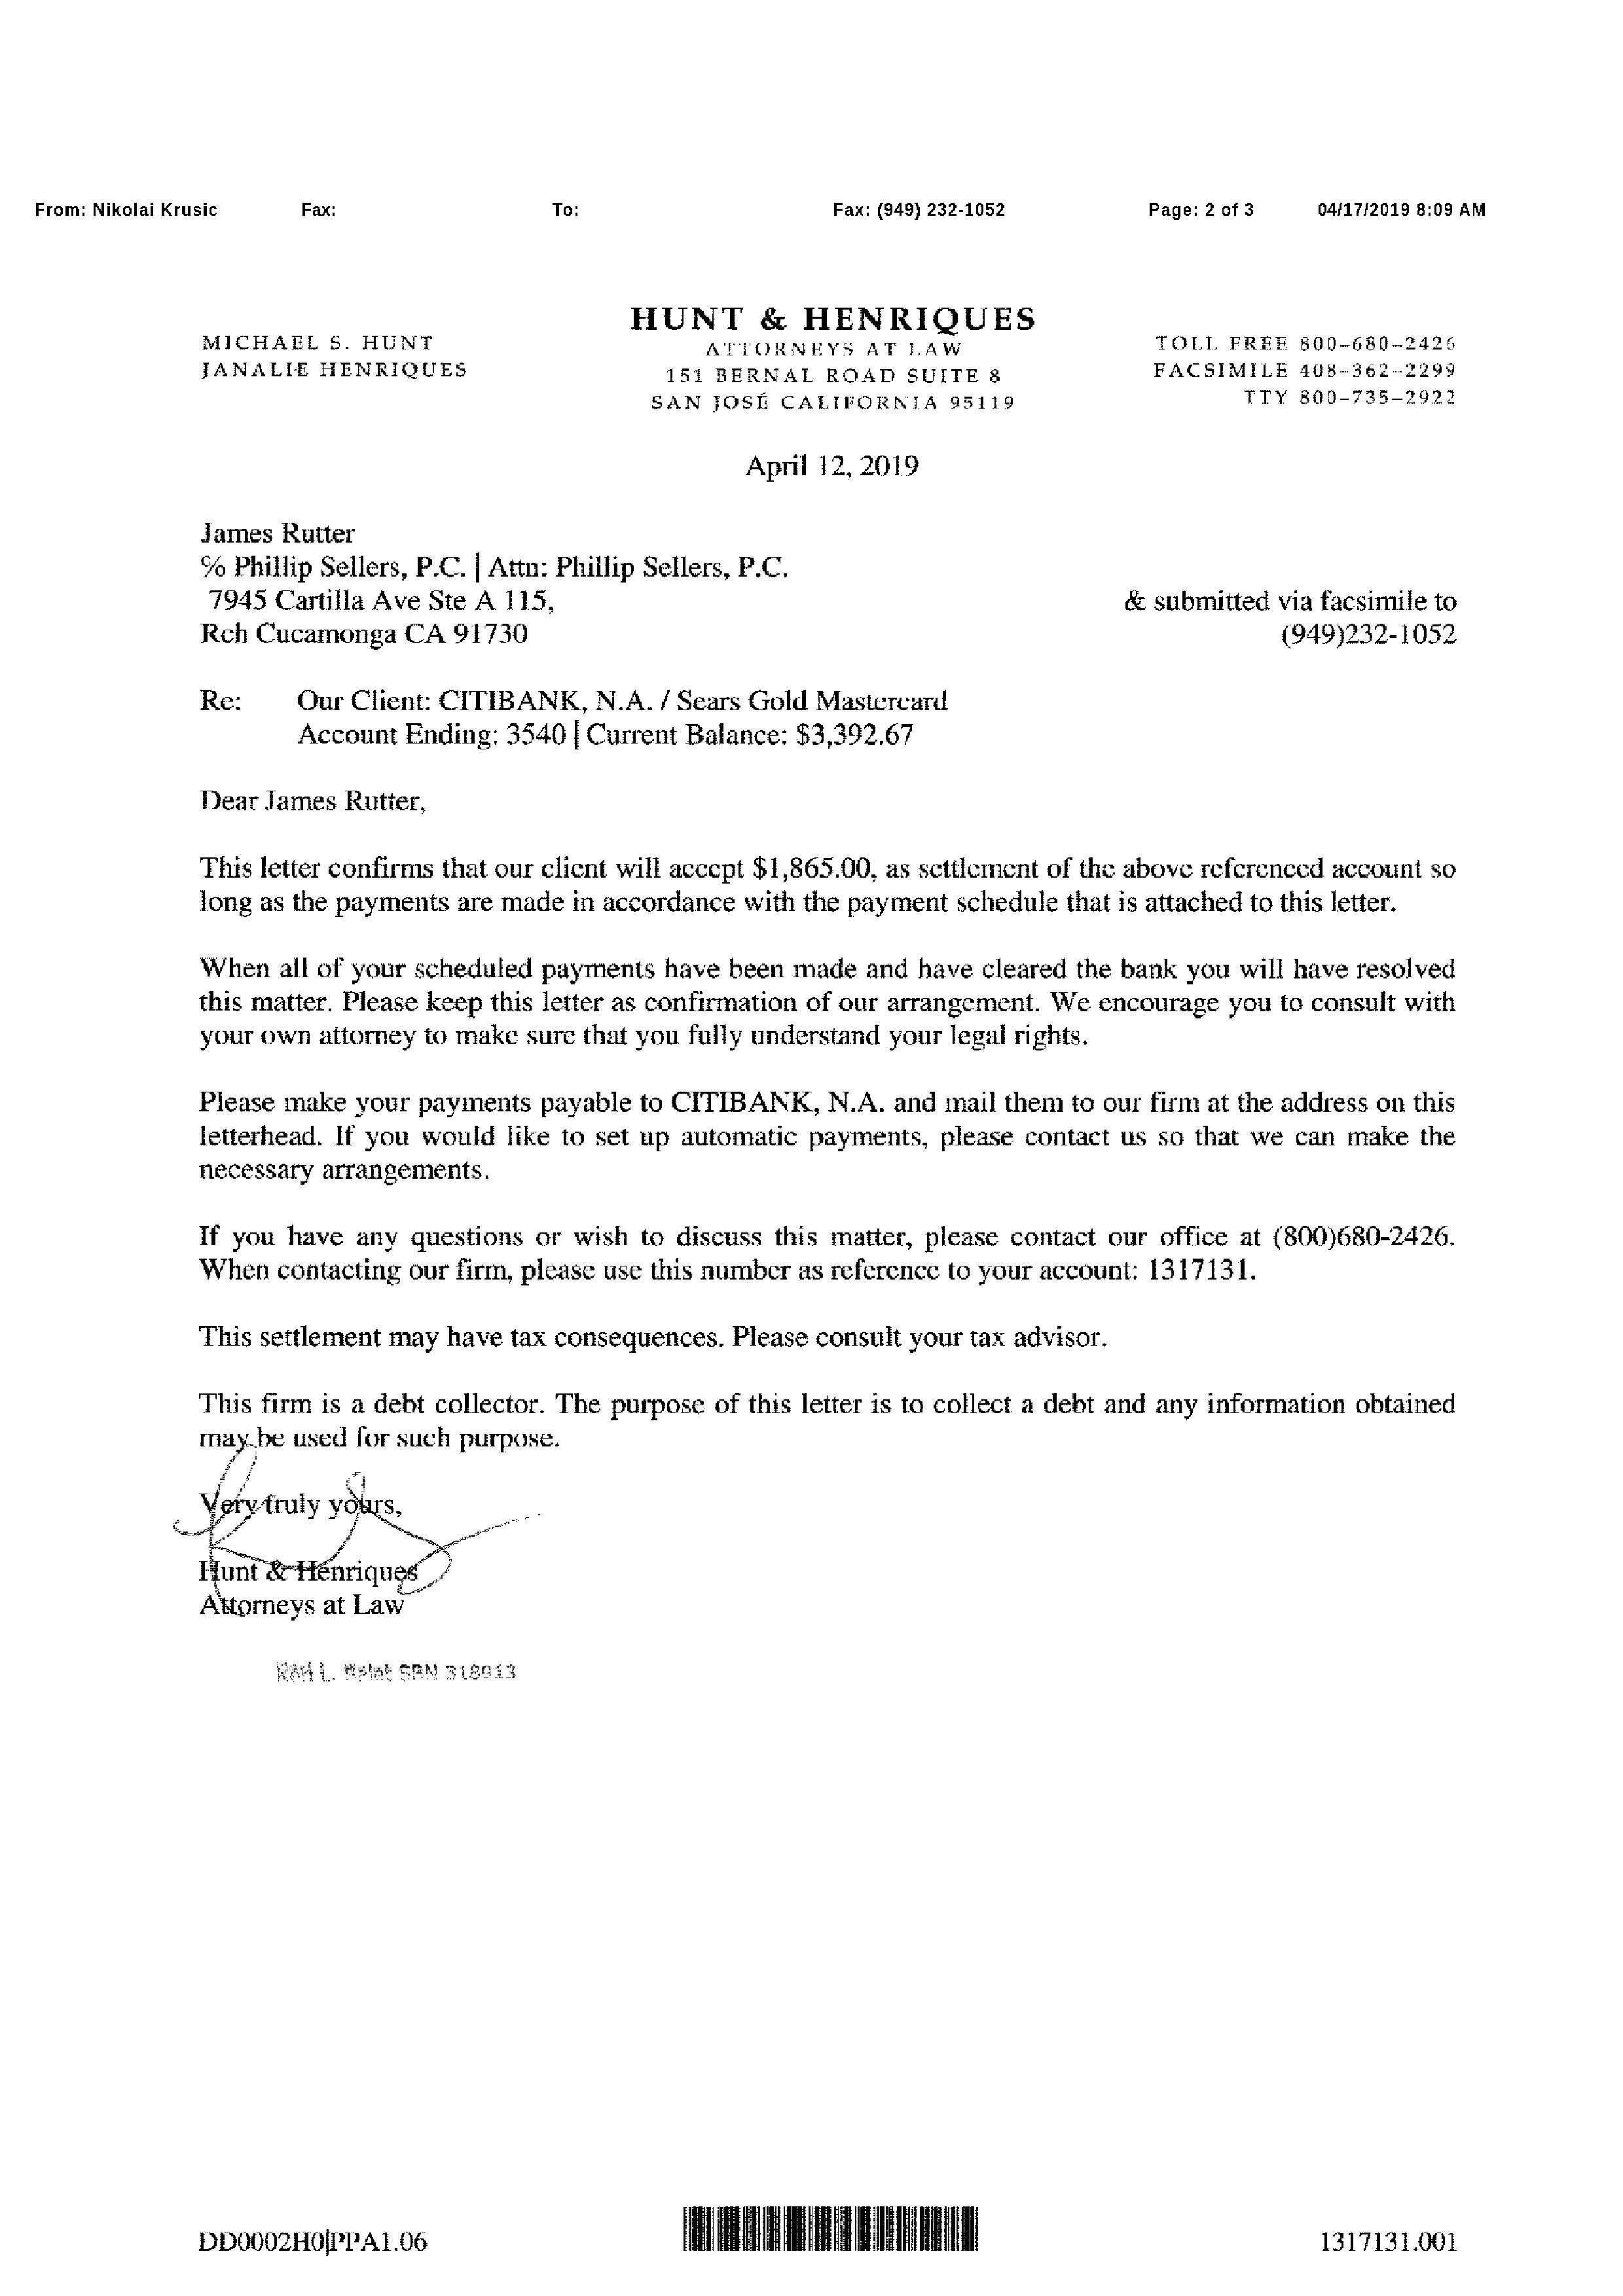 From: Nikolai Krusic Fax: To: Fax: (949) 232-1052 Page: 2 of 3 04/17/2019 8:09 AM
HUNT & HENRIQUES
ATTORNEYS AT LAW
151 BERNAL ROAD SUITE 8
SAN JOSÉ CALIFORNIA 95119
MICHAEL S. HUNT
JANALIE HENRIQUES
TOLL FREE 800-680-2426
FACSIMILE 408-362-2299
TTY 800-735-2922
April 12, 2019
James Rutter
℅ Phillip Sellers, P.C. | Attn: Phillip Sellers, P.C.
7945 Cartilla Ave Ste A 115,
Rch Cucamonga CA 91730
& submitted via facsimile to
(949)232-1052
Re: Our Client: CITIBANK, N.A. / Sears Gold Mastercard
Account Ending: 3540 | Current Balance: $3,392.67
Dear James Rutter,
This letter confirms that our client will accept $1,865.00, as settlement of the above referenced account so
long as the payments are made in accordance with the payment schedule that is attached to this letter.
When all of your scheduled payments have been made and have cleared the bank you will have resolved
this matter. Please keep this letter as confirmation of our arrangement. We encourage you to consult with
your own attorney to make sure that you fully understand your legal rights.
Please make your payments payable to CITIBANK, N.A. and mail them to our firm at the address on this
letterhead. If you would like to set up automatic payments, please contact us so that we can make the
necessary arrangements.
If you have any questions or wish to discuss this matter, please contact our office at (800)680-2426.
When contacting our firm, please use this number as reference to your account: 1317131.
This settlement may have tax consequences. Please consult your tax advisor.
This firm is a debt collector. The purpose of this letter is to collect a debt and any information obtained
may be used for such purpose.
Very truly yours,
Hunt & Henriques
Attorneys at Law
L. SBN 318913
DD0002H0|PPA1.06
1317131.001